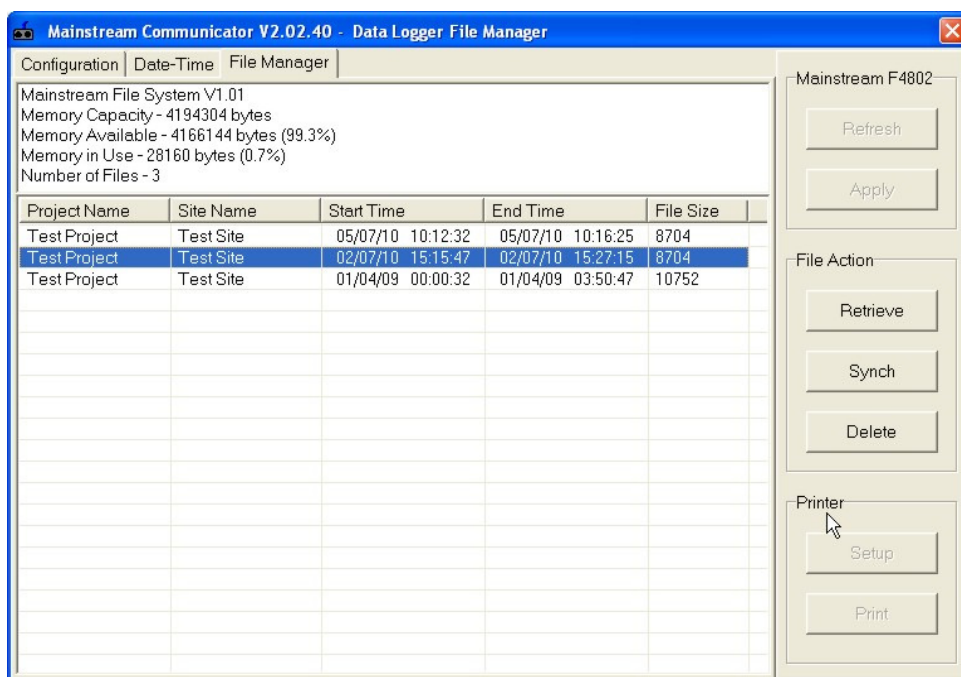 Mainstream Communicator V2.02.40 - Data Logger File Manager
Configuration Date-Time File Manager
Mainstream File System V1.01
Memory Capacity - 4194304 bytes
Memory Available - 4166144 bytes (99.3%)
Memory in Use - 28160 bytes (0.7%)
Number of Files - 3
Project Name Site Name Start Time End Time File Size
Test Project Test Site 05/07/10 10:12:32 05/07/10 10:16:25 8704
Test Project Test Site 02/07/10 15:15:47 02/07/10 15:27:15 8704
Test Project Test Site 01/04/09 00:00:32 01/04/09 03:50:47 10752
Mainstream F4802
Refresh
Apply
File Action
Retrieve
Synch
Delete
Printer
Setup
Print